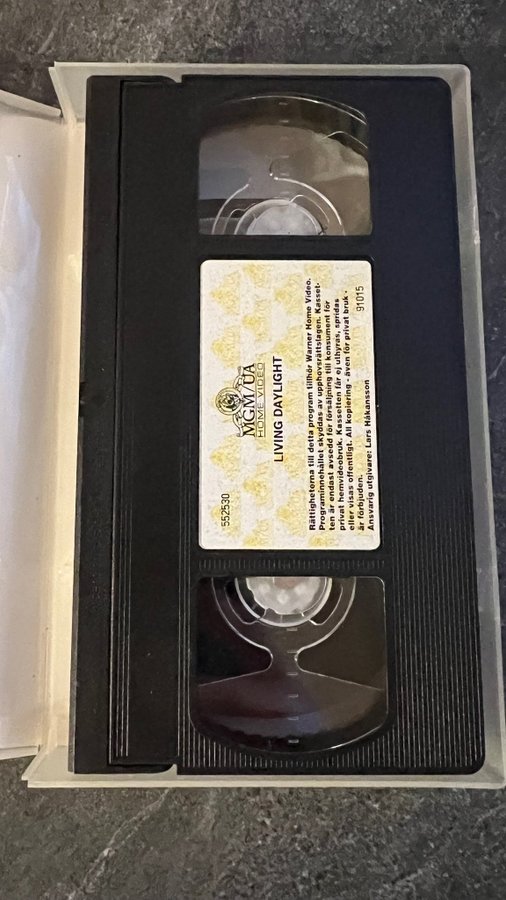 552530
MGM/UA
HOME VIDEO
LIVING DAYLIGHT
Rättigheterna till detta program tillhör Warner Home Video.
Programinnehållet skyddas av upphovsrättslagen. Kasset-
ten är endast avsedd för försäljning till konsument för
privat hemvideobruk. Kassetten får ej uthyras, spridas
eller visas offentligt. All kopiering - även för privat bruk -
är förbjuden.
Ansvarig utgivare: Lars Håkansson
91015